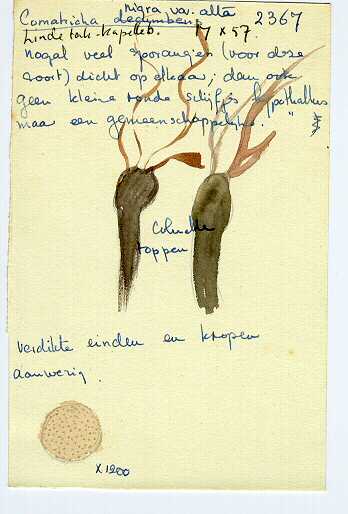 nigra var. alta
Comatricha decumbens 2367
Linde tak. Kapelleb. 17 x 57.
Nogal veel sporangiën (voor deze
soort) dicht op elkaar; dan ook
geen kleine ronde schijfjes hypothallus
maar een gemeenschappelijke. "
Columella
toppen
verdikte einden en knopen
aanwezig.
x 1200